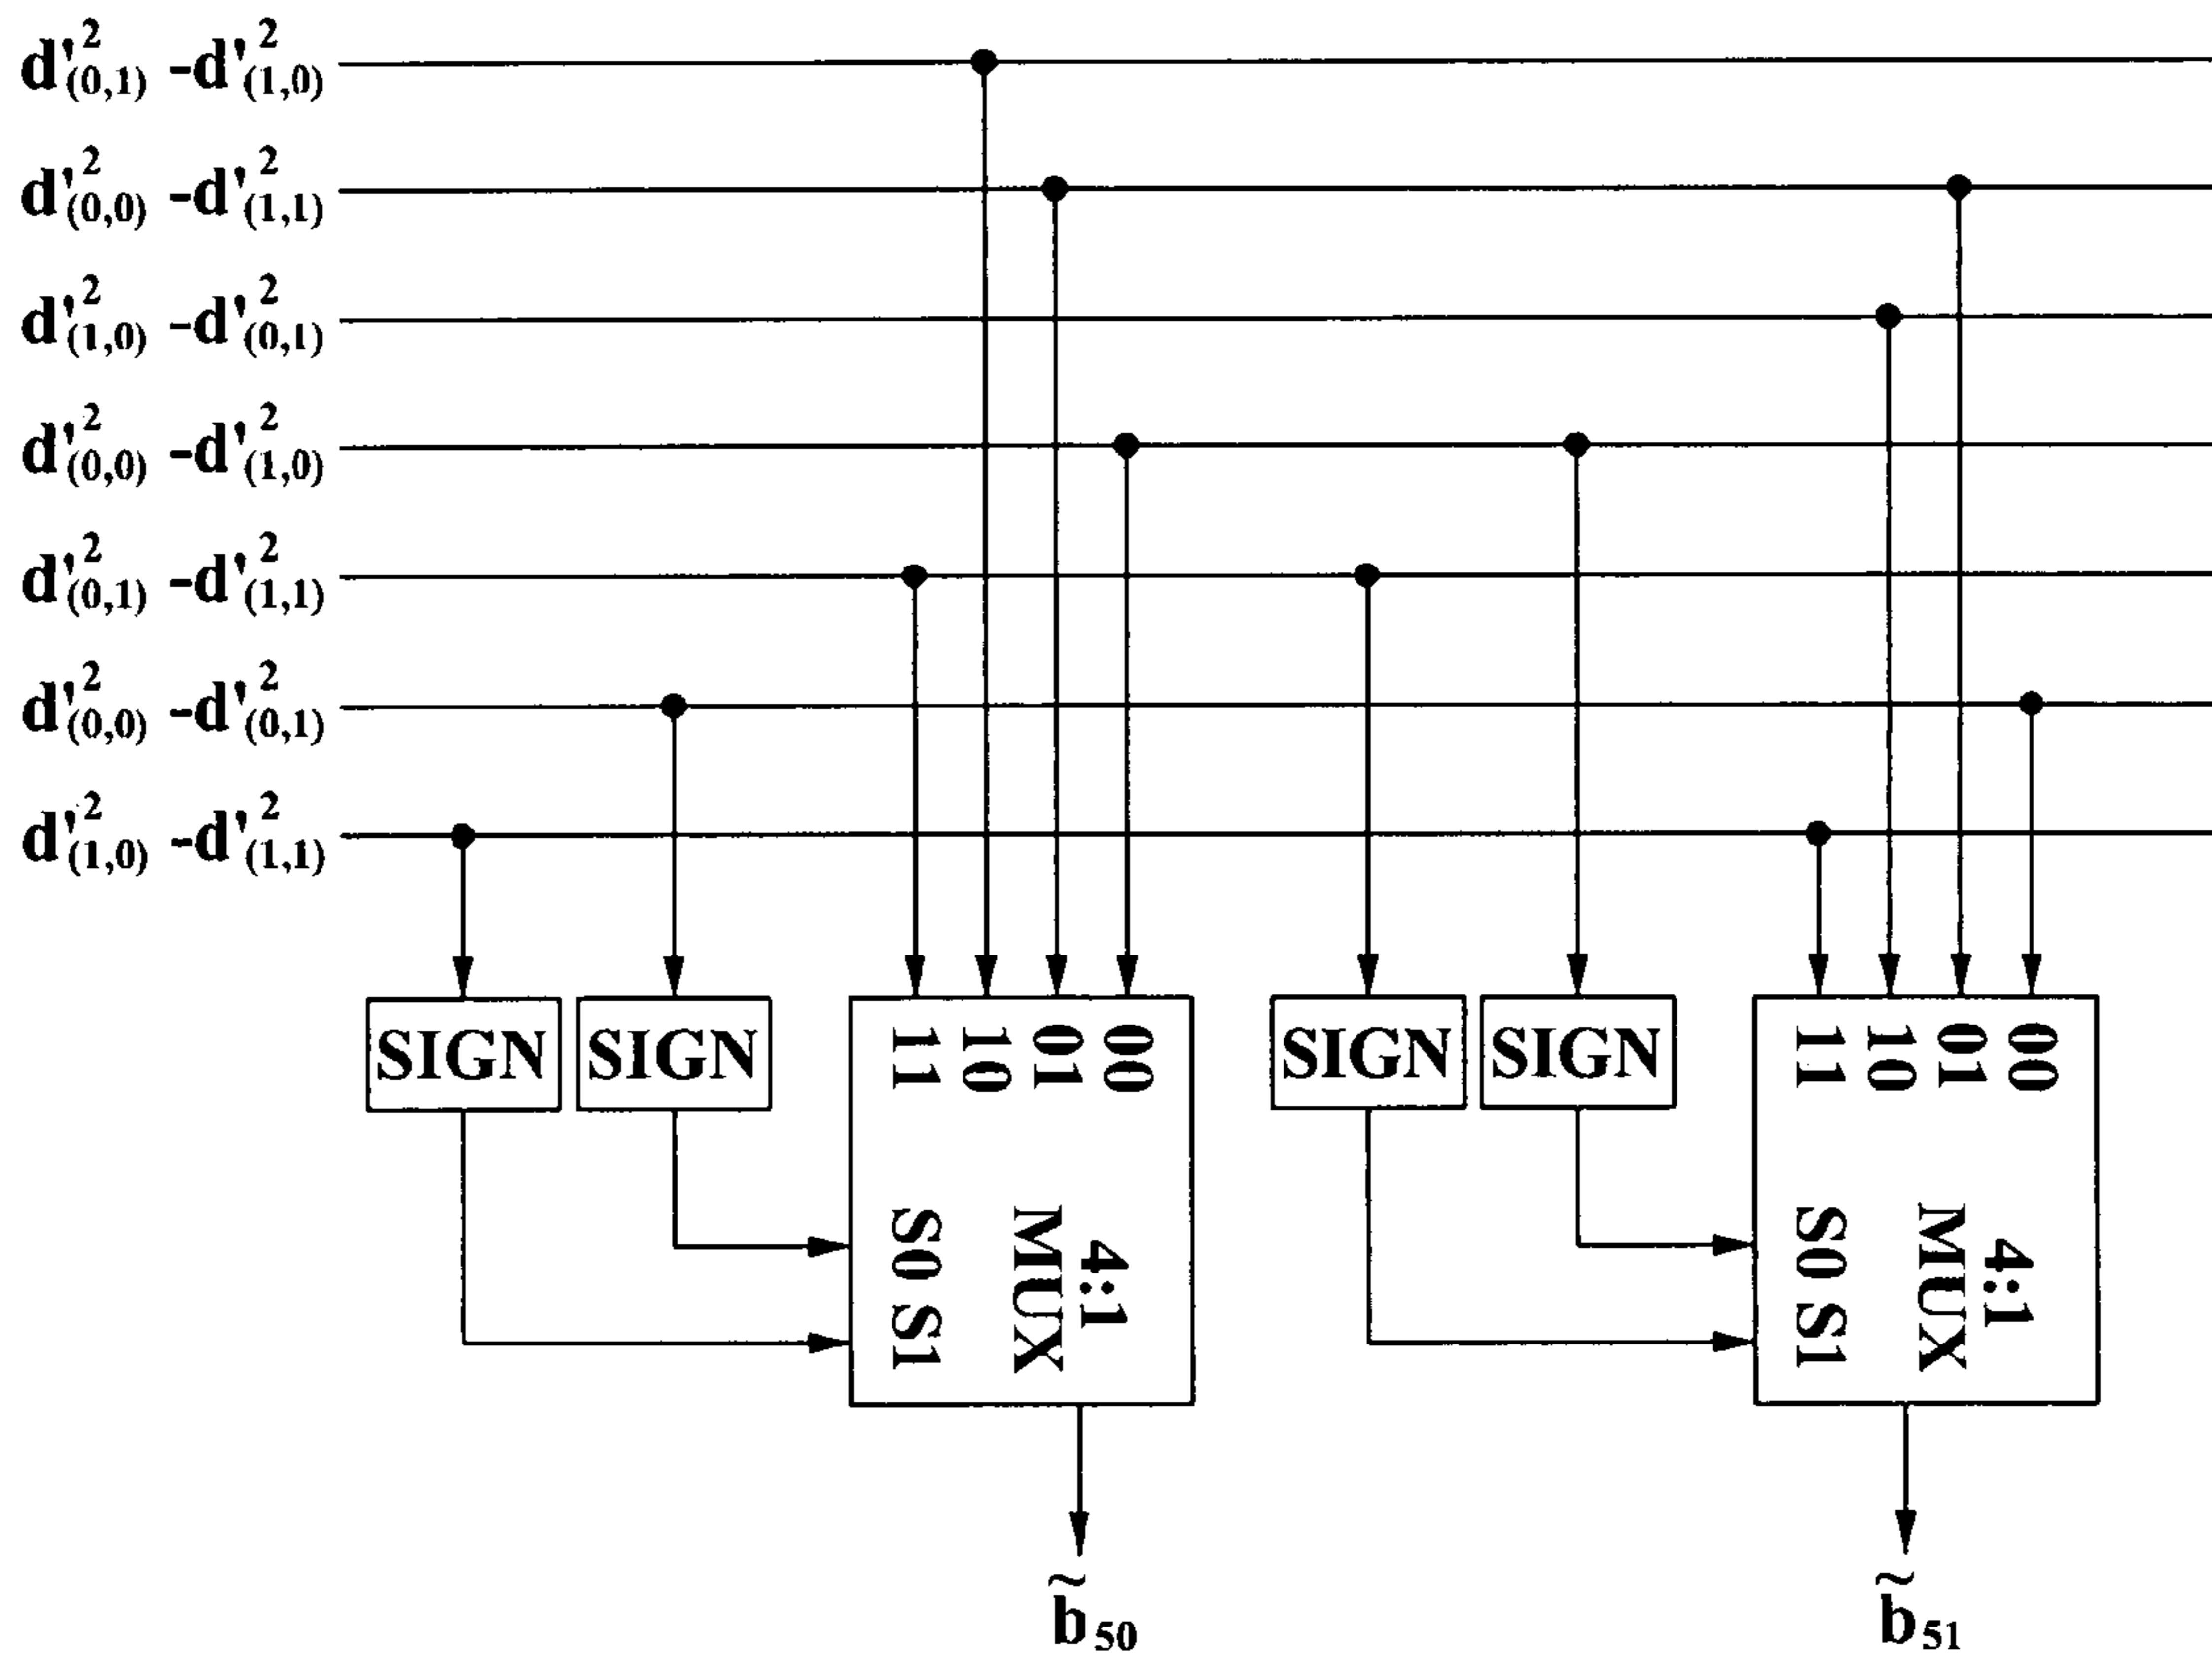 d'²(0,1) -d'²(1,0)
d'²(0,0) -d'²(1,1)
d'²(1,0) -d'²(0,1)
d'²(0,0) -d'²(1,0)
d'²(0,1) -d'²(1,1)
d'²(0,0) -d'²(0,1)
d'²(1,0) -d'²(1,1)
SIGN
SIGN
11 10 01 00
S0 S1
4:1
MUX
b̃50
SIGN
SIGN
11 10 01 00
S0 S1
4:1
MUX
b̃51